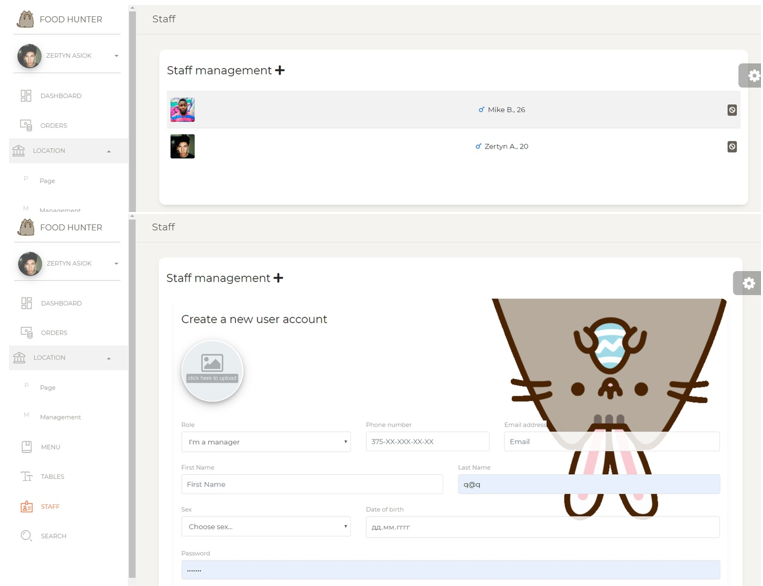 FOOD HUNTER
Staff
ZERTYN ASIOK
Staff management
DASHBOARD
ORDERS
LOCATION
P Page
M Management
Mike B., 26
Zertyn A., 20
FOOD HUNTER
Staff
ZERTYN ASIOK
Staff management
DASHBOARD
ORDERS
LOCATION
P Page
M Management
MENU
TABLES
STAFF
SEARCH
Create a new user account
click here to upload
Role
Phone number
Email address
I'm a manager
375-XX-XXX-XX-XX
Email
First Name
Last Name
First Name
q@q
Sex
Date of birth
Choose sex...
дд.мм.гггг
Password